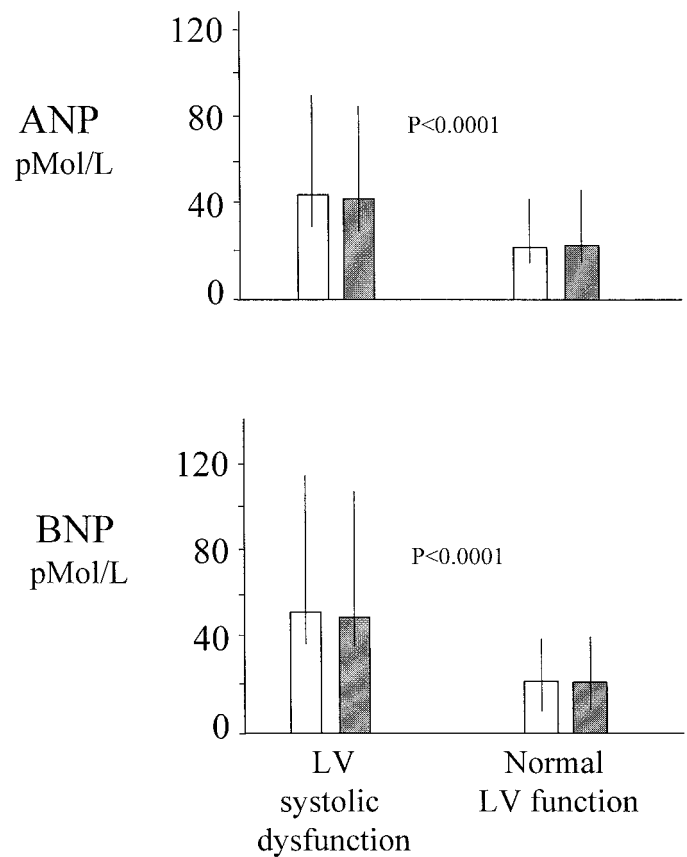 120
ANP
pMol/L
80
P<0.0001
40
0
120
BNP
pMol/L
80
P<0.0001
40
0
LV
systolic
dysfunction
Normal
LV function